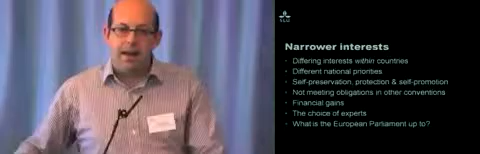 Narrower interests
· Differing interests within countries
· Different national priorities
· Self-preservation, protection & self-promotion
· Not meeting obligations in other conventions
· Financial gains
· The choice of experts
· What is the European Parliament up to?